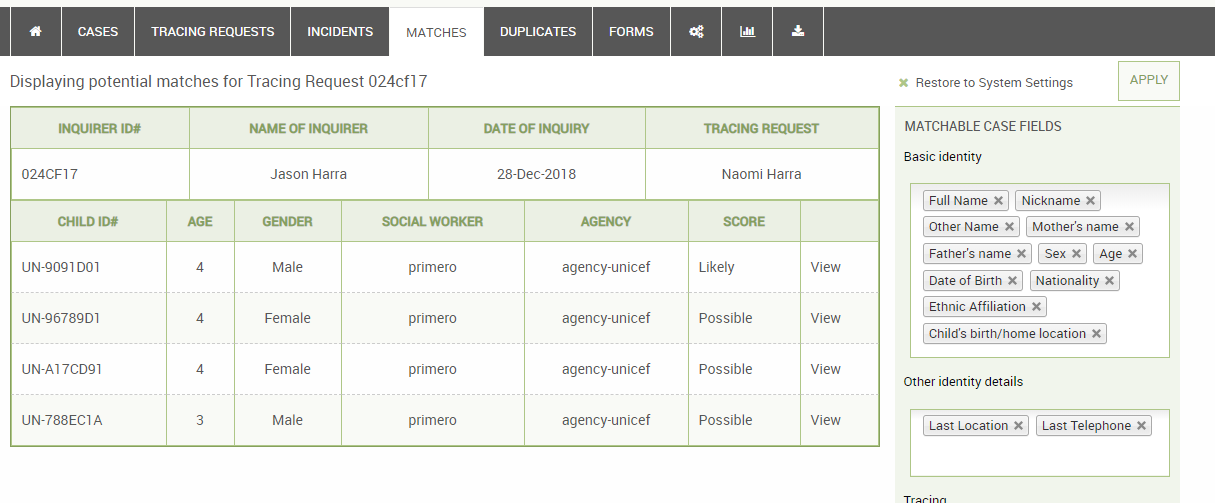 CASES TRACING REQUESTS INCIDENTS MATCHES DUPLICATES FORMS
Displaying potential matches for Tracing Request 024cf17
Restore to System Settings APPLY
INQUIRER ID# NAME OF INQUIRER DATE OF INQUIRY TRACING REQUEST
024CF17 Jason Harra 28-Dec-2018 Naomi Harra
CHILD ID# AGE GENDER SOCIAL WORKER AGENCY SCORE
UN-9091D01 4 Male primero agency-unicef Likely View
UN-96789D1 4 Female primero agency-unicef Possible View
UN-A17CD91 4 Female primero agency-unicef Possible View
UN-788EC1A 3 Male primero agency-unicef Possible View
MATCHABLE CASE FIELDS
Basic identity
Full Name Nickname
Other Name Mother's name
Father's name Sex Age
Date of Birth Nationality
Ethnic Affiliation
Child's birth/home location
Other identity details
Last Location Last Telephone
Tracing